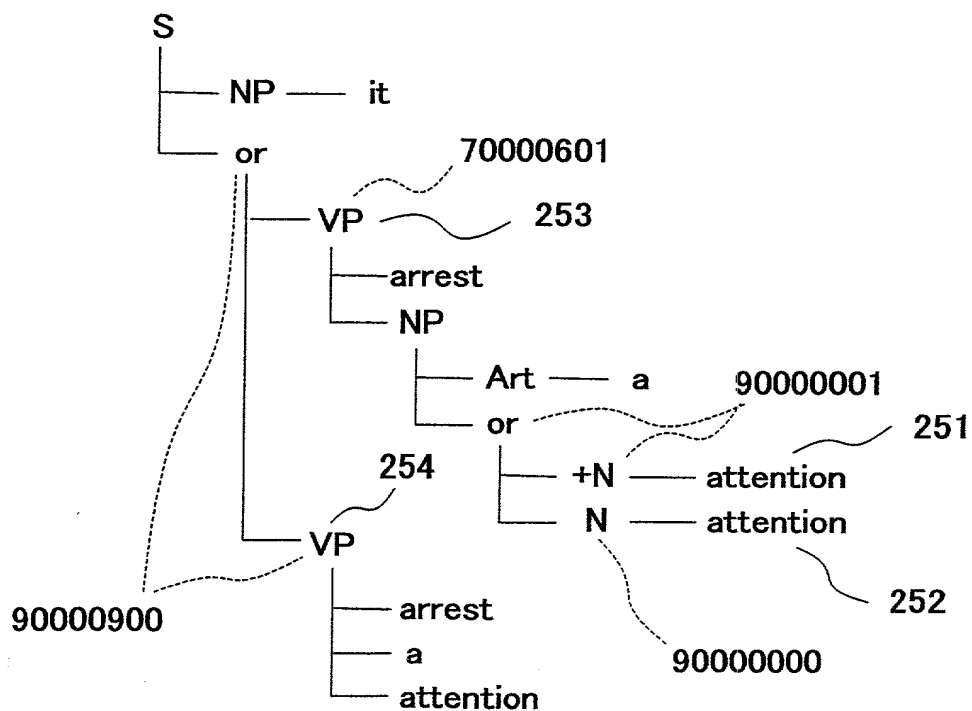 S
NP it
or
70000601
VP 253
arrest
NP
Art a
90000001
or
251
+N attention
254
N attention
VP
252
90000900
arrest
a
90000000
attention